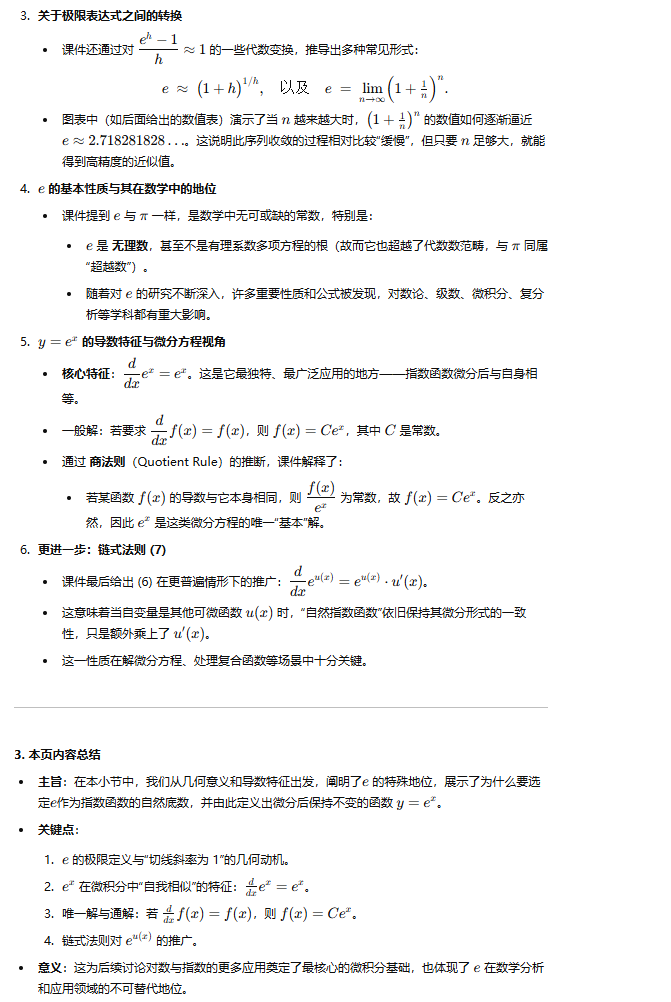 3. 关于极限表达式之间的转换
• 课件还通过对 $\dfrac{e^h - 1}{h} \approx 1$ 的一些代数变换，推导出多种常见形式：
$e \approx (1 + h)^{1/h}, \quad 以及 \quad e = \lim_{n \to \infty} \left(1 + \frac{1}{n}\right)^n.$
• 图表中（如后面给出的数值表）演示了当 $n$ 越来越大时，$\left(1 + \frac{1}{n}\right)^n$ 的数值如何逐渐逼近
$e \approx 2.718281828\ldots$。这说明此序列收敛的过程相对比较“缓慢”，但只要 $n$ 足够大，就能
得到高精度的近似值。
4. $e$ 的基本性质与其在数学中的地位
• 课件提到 $e$ 与 $\pi$ 一样，是数学中无可或缺的常数，特别是：
• $e$ 是 无理数，甚至不是有理系数多项方程的根（故而它也超越了代数数范畴，与 $\pi$ 同属
“超越数”）。
• 随着对 $e$ 的研究不断深入，许多重要性质和公式被发现，对数论、级数、微积分、复分
析等学科都有重大影响。
5. $y = e^x$ 的导数特征与微分方程视角
• 核心特征：$\dfrac{d}{dx} e^x = e^x$。这是它最独特、最广泛应用的地方——指数函数微分后与自身相
等。
• 一般解：若要求 $\dfrac{d}{dx} f(x) = f(x)$，则 $f(x) = Ce^x$，其中 $C$ 是常数。
• 通过 商法则（Quotient Rule）的推断，课件解释了：
• 若某函数 $f(x)$ 的导数与它本身相同，则 $\dfrac{f(x)}{e^x}$ 为常数，故 $f(x) = Ce^x$。反之亦
然，因此 $e^x$ 是这类微分方程的唯一“基本”解。
6. 更进一步：链式法则 (7)
• 课件最后给出 (6) 在更普遍情形下的推广：$\dfrac{d}{dx} e^{u(x)} = e^{u(x)} \cdot u'(x)$。
• 这意味着当自变量是其他可微函数 $u(x)$ 时，“自然指数函数”依旧保持其微分形式的一致
性，只是额外乘上了 $u'(x)$。
• 这一性质在解微分方程、处理复合函数等场景中十分关键。
3. 本页内容总结
• 主旨：在本小节中，我们从几何意义和导数特征出发，阐明了$e$ 的特殊地位，展示了为什么要选
定$e$作为指数函数的自然底数，并由此定义出微分后保持不变的函数 $y = e^x$。
• 关键点：
1. $e$ 的极限定义与“切线斜率为 1”的几何动机。
2. $e^x$ 在微积分中“自我相似”的特征：$\frac{d}{dx} e^x = e^x$。
3. 唯一解与通解：若 $\frac{d}{dx} f(x) = f(x)$，则 $f(x) = Ce^x$。
4. 链式法则对 $e^{u(x)}$ 的推广。
• 意义：这为后续讨论对数与指数的更多应用奠定了最核心的微积分基础，也体现了 $e$ 在数学分析
和应用领域的不可替代地位。